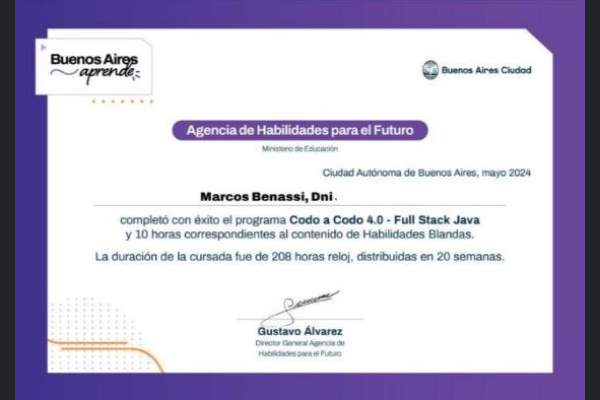 Buenos Aires
aprende
Buenos Aires Ciudad
Agencia de Habilidades para el Futuro
Ministerio de Educación
Ciudad Autónoma de Buenos Aires, mayo 2024
Marcos Benassi, Dni.
completó con éxito el programa Codo a Codo 4.0 - Full Stack Java
y 10 horas correspondientes al contenido de Habilidades Blandas.
La duración de la cursada fue de 208 horas reloj, distribuidas en 20 semanas.
Gustavo Álvarez
Director General Agencia de
Habilidades para el Futuro